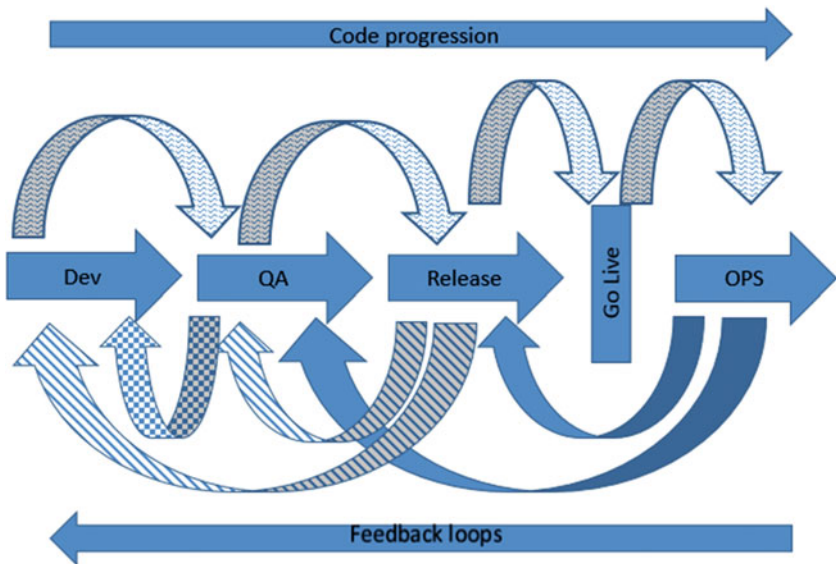 Code progression
Dev
QA
Release
Go Live
OPS
Feedback loops